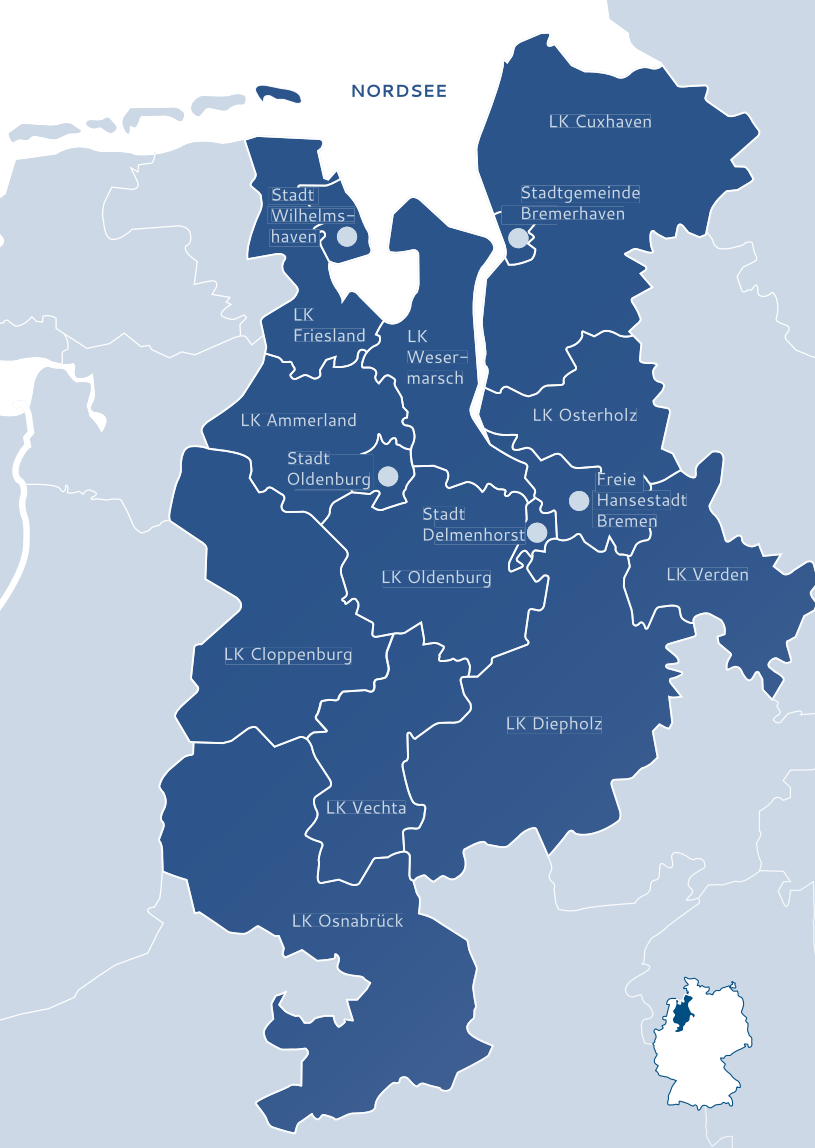 NORDSEE
LK Cuxhaven
Stadt
Wilhelms-
haven
Stadtgemeinde
Bremerhaven
LK
Friesland
LK
Weser-
marsch
LK Ammerland
LK Osterholz
Stadt
Oldenburg
Freie
Hansestadt
Bremen
Stadt
Delmenhorst
LK Oldenburg
LK Verden
LK Cloppenburg
LK Diepholz
LK Vechta
LK Osnabrück